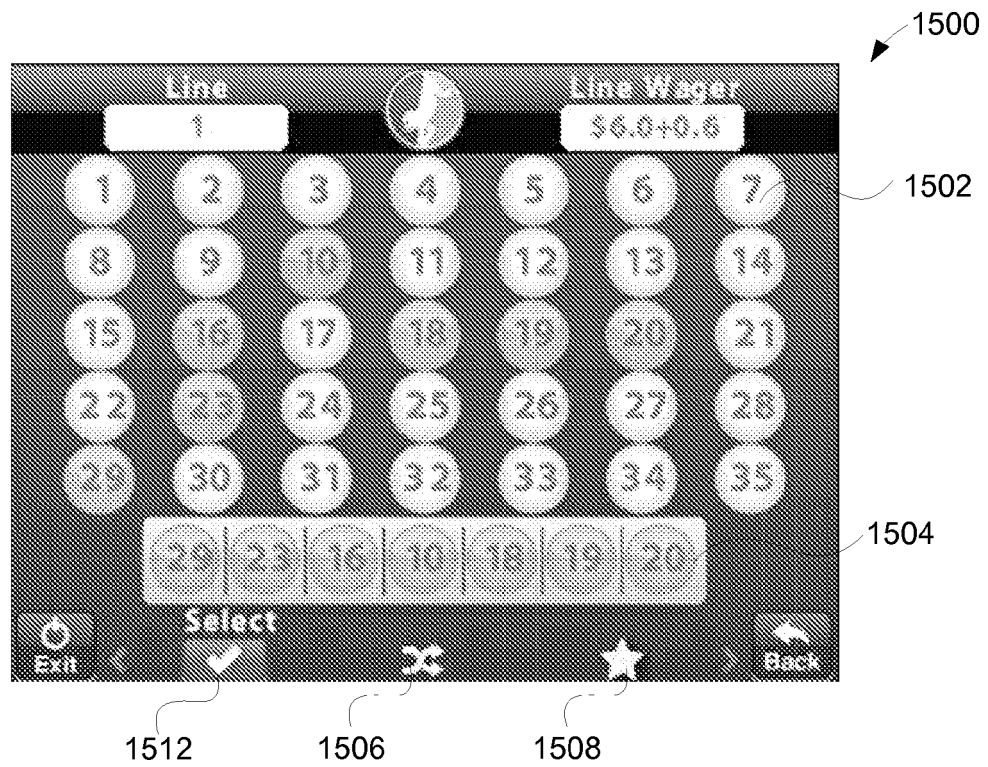 1500
Line Line Wager
1 $6.0+0.6
1 2 3 4 5 6 7
1502
8 9 10 11 12 13 14
15 16 17 18 19 20 21
22 23 24 25 26 27 28
29 30 31 32 33 34 35
1504
29 23 16 10 18 19 20
Select
Exit Back
1512 1506 1508